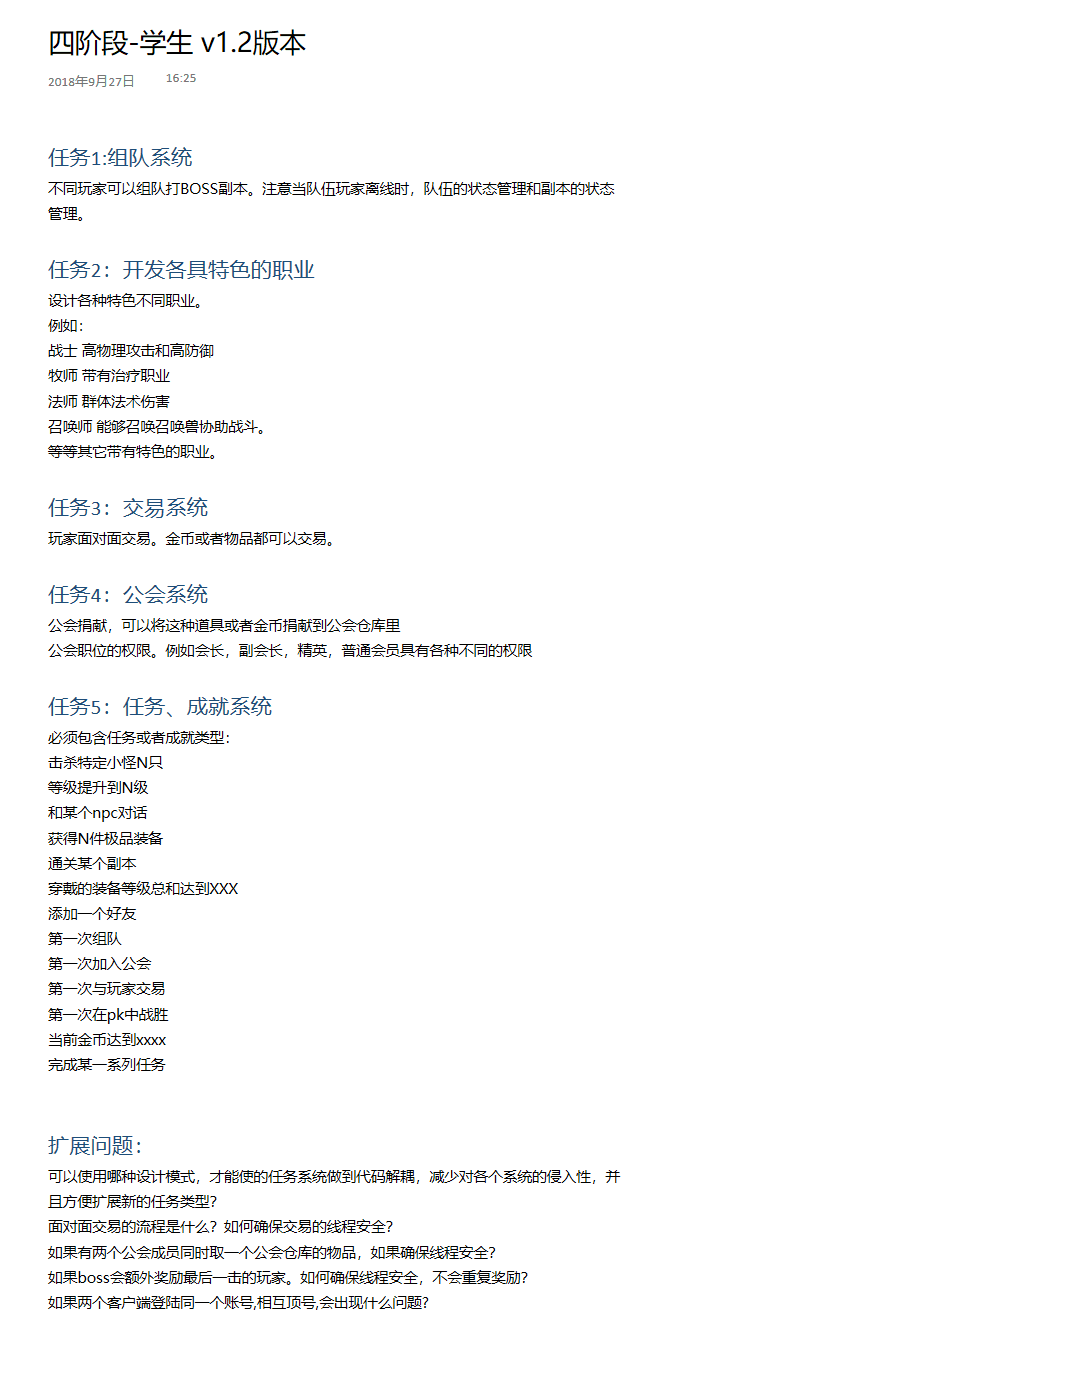 四阶段-学生 v1.2版本
2018年9月27日 16:25
任务1:组队系统
不同玩家可以组队打BOSS副本。注意当队伍玩家离线时，队伍的状态管理和副本的状态
管理。
任务2：开发各具特色的职业
设计各种特色不同职业。
例如：
战士 高物理攻击和高防御
牧师 带有治疗职业
法师 群体法术伤害
召唤师 能够召唤召唤兽协助战斗。
等等其它带有特色的职业。
任务3：交易系统
玩家面对面交易。金币或者物品都可以交易。
任务4：公会系统
公会捐献，可以将这种道具或者金币捐献到公会仓库里
公会职位的权限。例如会长，副会长，精英，普通会员具有各种不同的权限
任务5：任务、成就系统
必须包含任务或者成就类型：
击杀特定小怪N只
等级提升到N级
和某个npc对话
获得N件极品装备
通关某个副本
穿戴的装备等级总和达到XXX
添加一个好友
第一次组队
第一次加入公会
第一次与玩家交易
第一次在pk中战胜
当前金币达到xxxx
完成某一系列任务
扩展问题：
可以使用哪种设计模式，才能使的任务系统做到代码解耦，减少对各个系统的侵入性，并
且方便扩展新的任务类型？
面对面交易的流程是什么？如何确保交易的线程安全？
如果有两个公会成员同时取一个公会仓库的物品，如果确保线程安全？
如果boss会额外奖励最后一击的玩家。如何确保线程安全，不会重复奖励？
如果两个客户端登陆同一个账号,相互顶号,会出现什么问题?